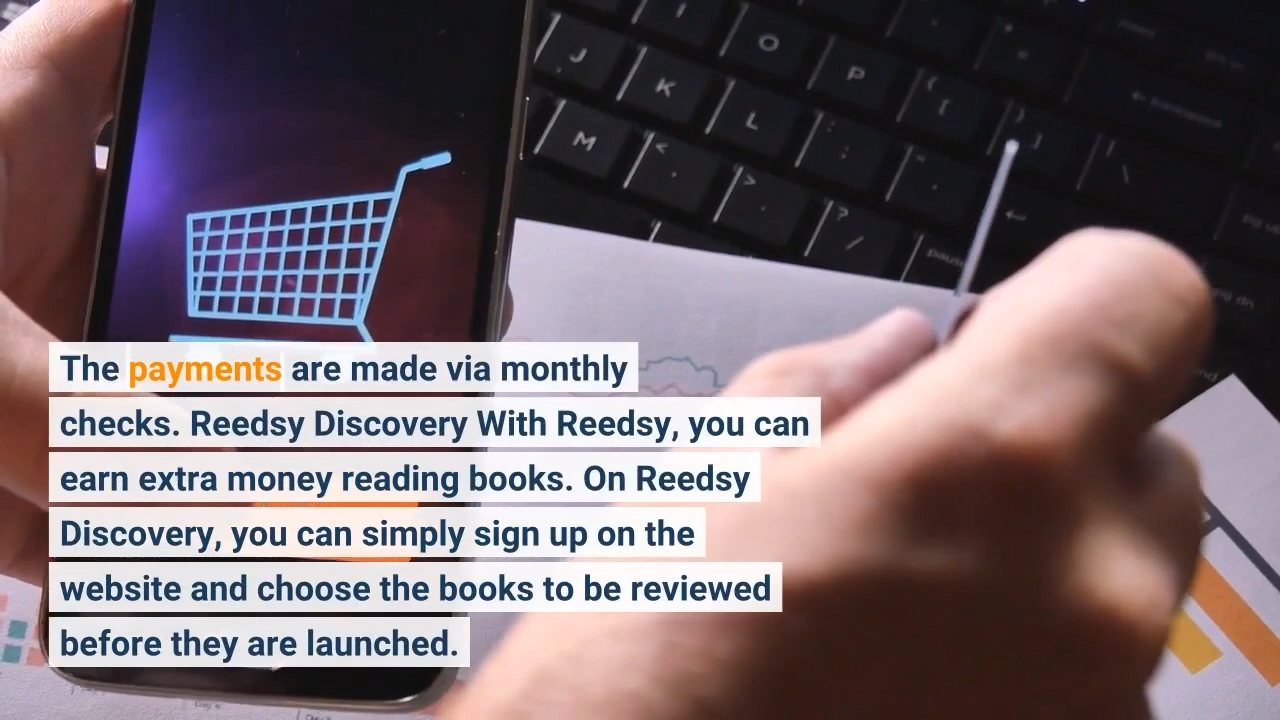 The payments are made via monthly
checks. Reedsy Discovery With Reedsy, you can
earn extra money reading books. On Reedsy
Discovery, you can simply sign up on the
website and choose the books to be reviewed
before they are launched.
I O P
J K L
M
pause
backspace